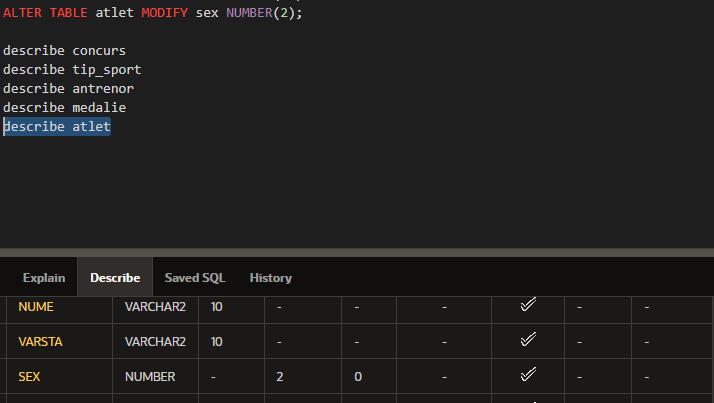 ALTER TABLE atlet MODIFY sex NUMBER(2);
describe concurs
describe tip_sport
describe antrenor
describe medalie
describe atlet
Explain Describe Saved SQL History
NUME VARCHAR2 10 - - - - -
VARSTA VARCHAR2 10 - - - - -
SEX NUMBER - 2 0 - - -